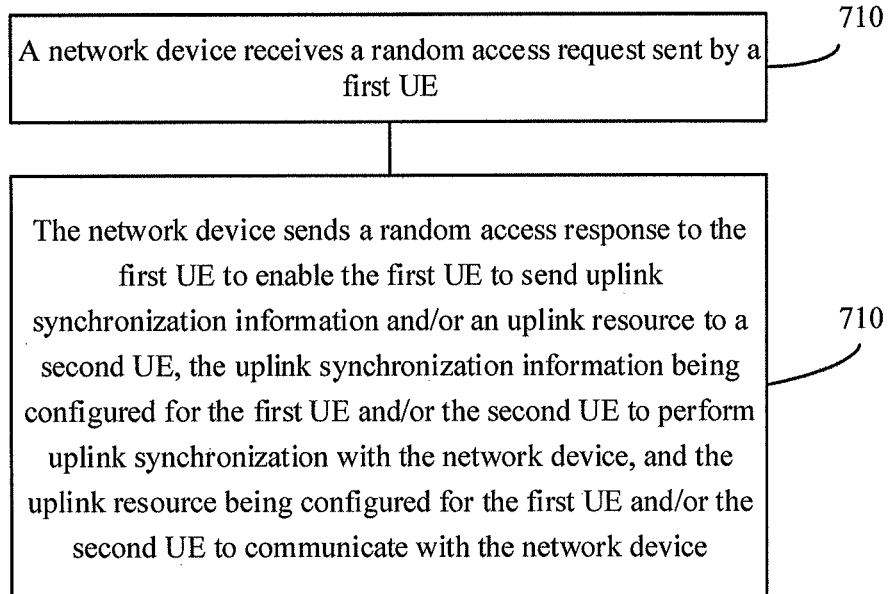 710
A network device receives a random access request sent by a
first UE
The network device sends a random access response to the
first UE to enable the first UE to send uplink
synchronization information and/or an uplink resource to a
second UE, the uplink synchronization information being
configured for the first UE and/or the second UE to perform
uplink synchronization with the network device, and the
uplink resource being configured for the first UE and/or the
second UE to communicate with the network device
710